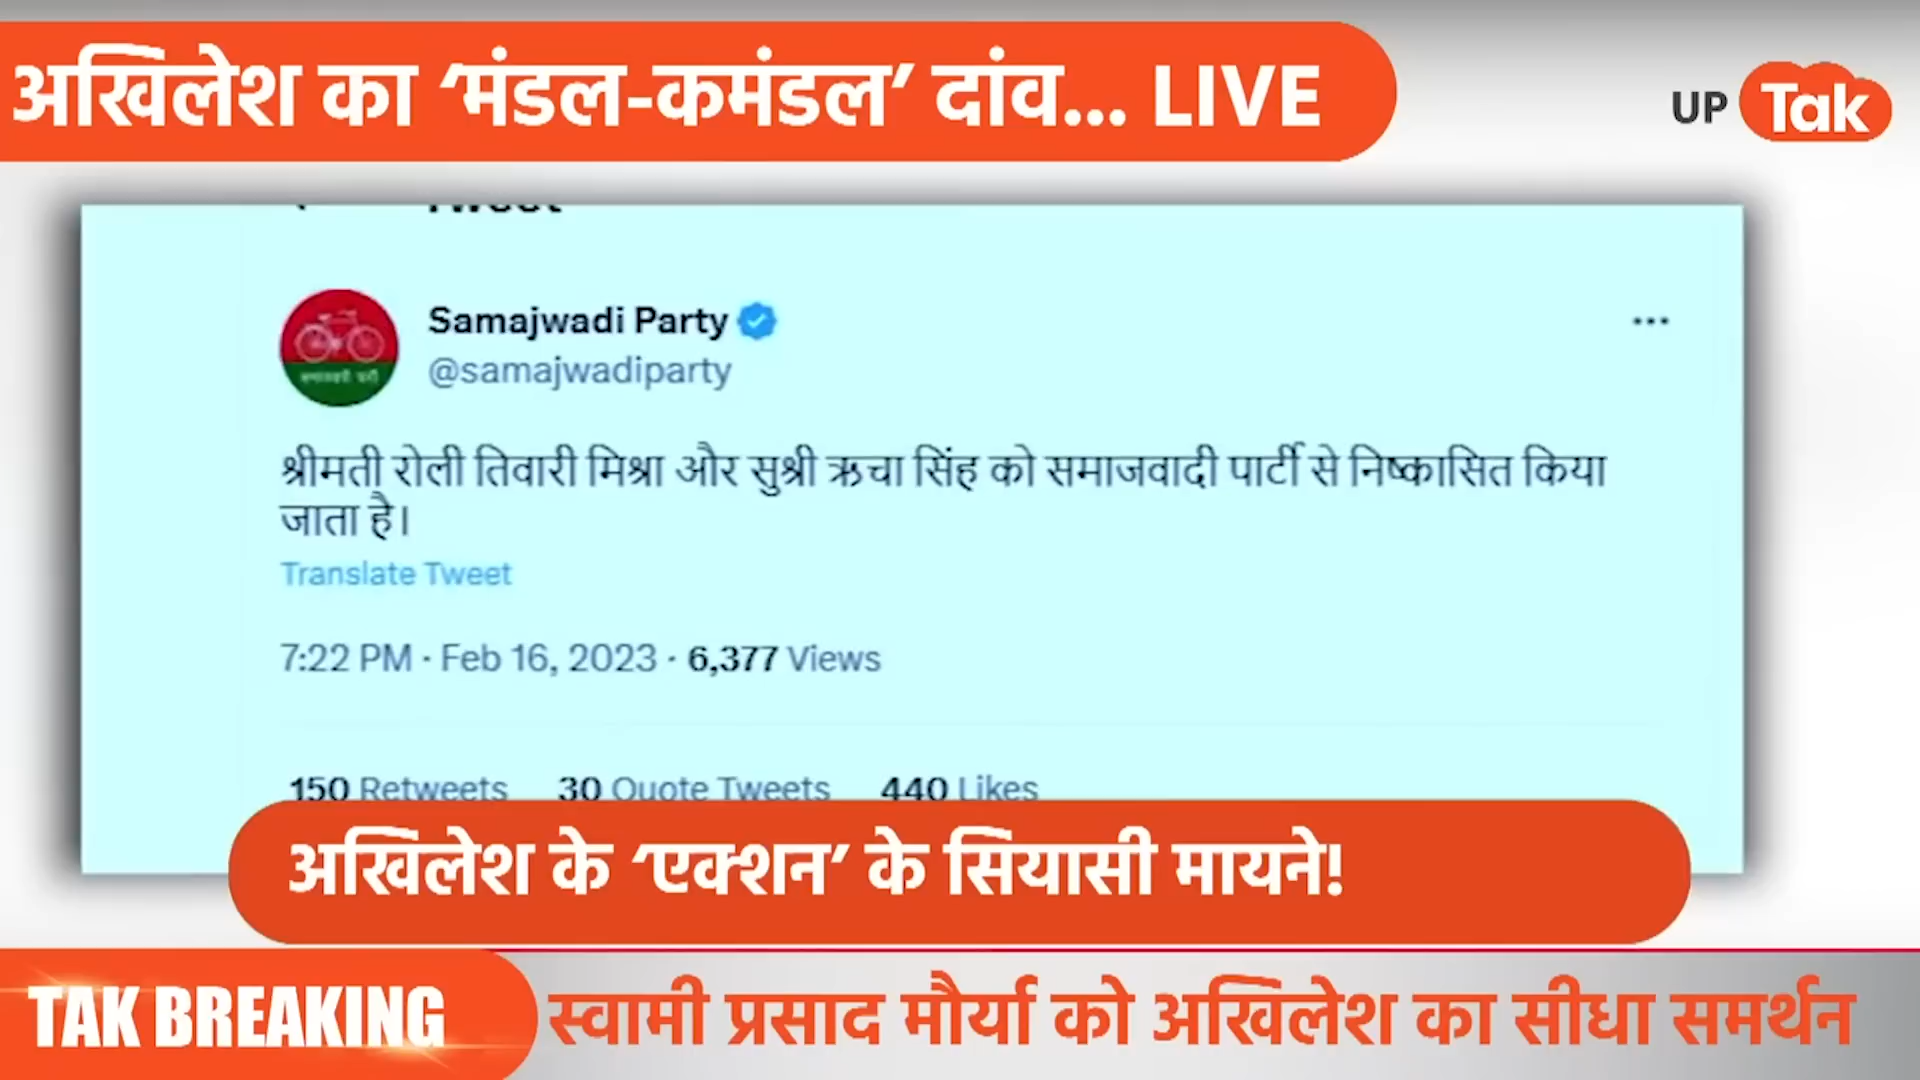 अखिलेश का ‘मंडल-कमंडल’ दांव... LIVE
UP Tak
Tweet
Samajwadi Party
@samajwadiparty
श्रीमती रोली तिवारी मिश्रा और सुश्री ऋचा सिंह को समाजवादी पार्टी से निष्कासित किया
जाता है।
Translate Tweet
7:22 PM · Feb 16, 2023 · 6,377 Views
150 Retweets 30 Quote Tweets 440 Likes
अखिलेश के ‘एक्शन’ के सियासी मायने!
TAK BREAKING
स्वामी प्रसाद मौर्या को अखिलेश का सीधा समर्थन